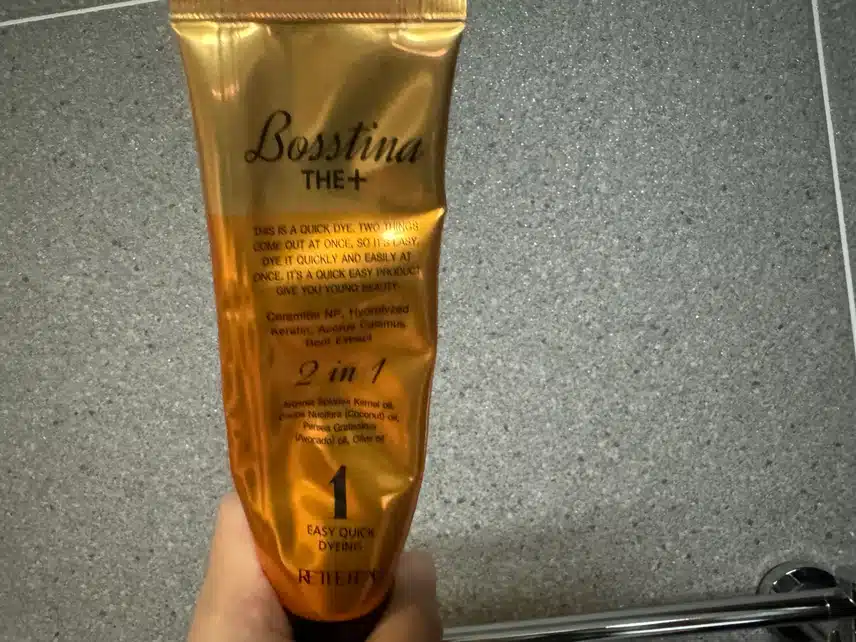 Bosstina
THE+
THIS IS A QUICK DYE. TWO THINGS
COME OUT AT ONCE, SO IT'S EASY.
DYE IT QUICKLY AND EASILY AT
ONCE. IT'S A QUICK EASY PRODUCT
GIVE YOU YOUNG BEAUTY.
Ceramide NP, Hydrolyzed
Keratin, Acorus Calamus
Root Extract
2 in 1
Argania Spinosa Kernel oil,
Cocos Nucifera (Coconut) oil,
Persea Gratissima
(Avocado) oil, Olive oil
1
EASY QUICK
DYEING